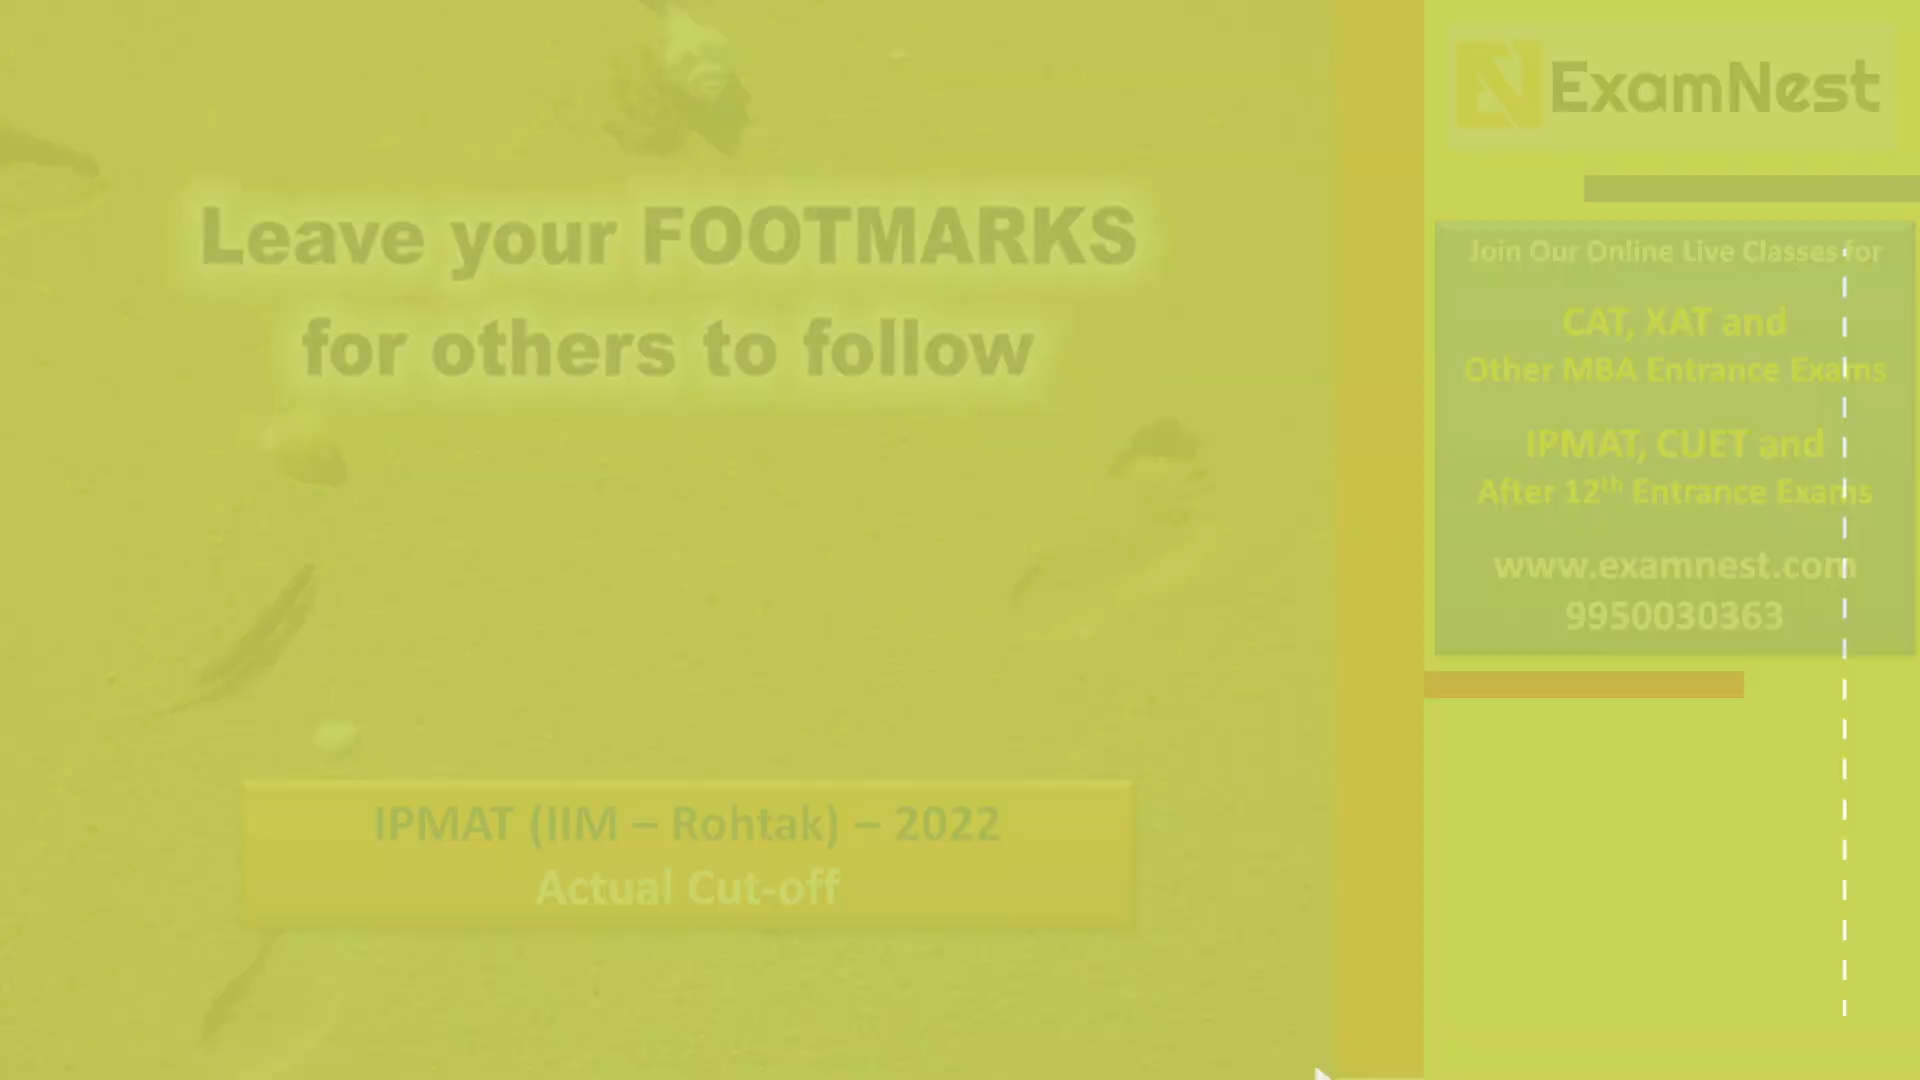 Leave your FOOTMARKS
for others to follow
IPMAT (IIM – Rohtak) – 2022
Actual Cut-off
ExamNest
Join Our Online Live Classes for
CAT, XAT and
Other MBA Entrance Exams
IPMAT, CUET and
After 12th Entrance Exams
www.examnest.com
9950030363